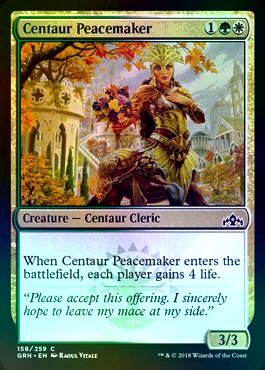 Centaur Peacemaker 1
Creature — Centaur Cleric
When Centaur Peacemaker enters the
battlefield, each player gains 4 life.
“Please accept this offering. I sincerely
hope to leave my mace at my side.”
3/3
158/259 C
GRN • EN Raoul Vitale
™ & © 2018 Wizards of the Coast